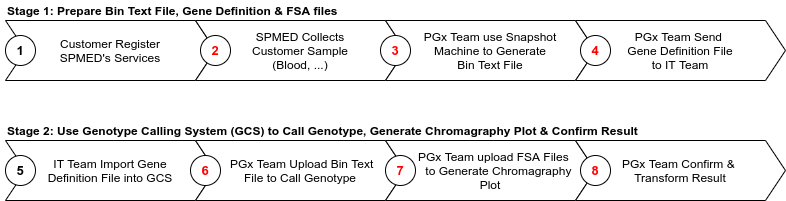 Stage 1: Prepare Bin Text File, Gene Definition & FSA files
1
Customer Register
SPMED's Services
2
SPMED Collects
Customer Sample
(Blood, ...)
3
PGx Team use Snapshot
Machine to Generate
Bin Text File
4
PGx Team Send
Gene Definition File
to IT Team
Stage 2: Use Genotype Calling System (GCS) to Call Genotype, Generate Chromagraphy Plot & Confirm Result
5
IT Team Import Gene
Definition File into GCS
6
PGx Team Upload Bin Text
File to Call Genotype
7
PGx Team upload FSA Files
to Generate Chromagraphy
Plot
8
PGx Team Confirm &
Transform Result